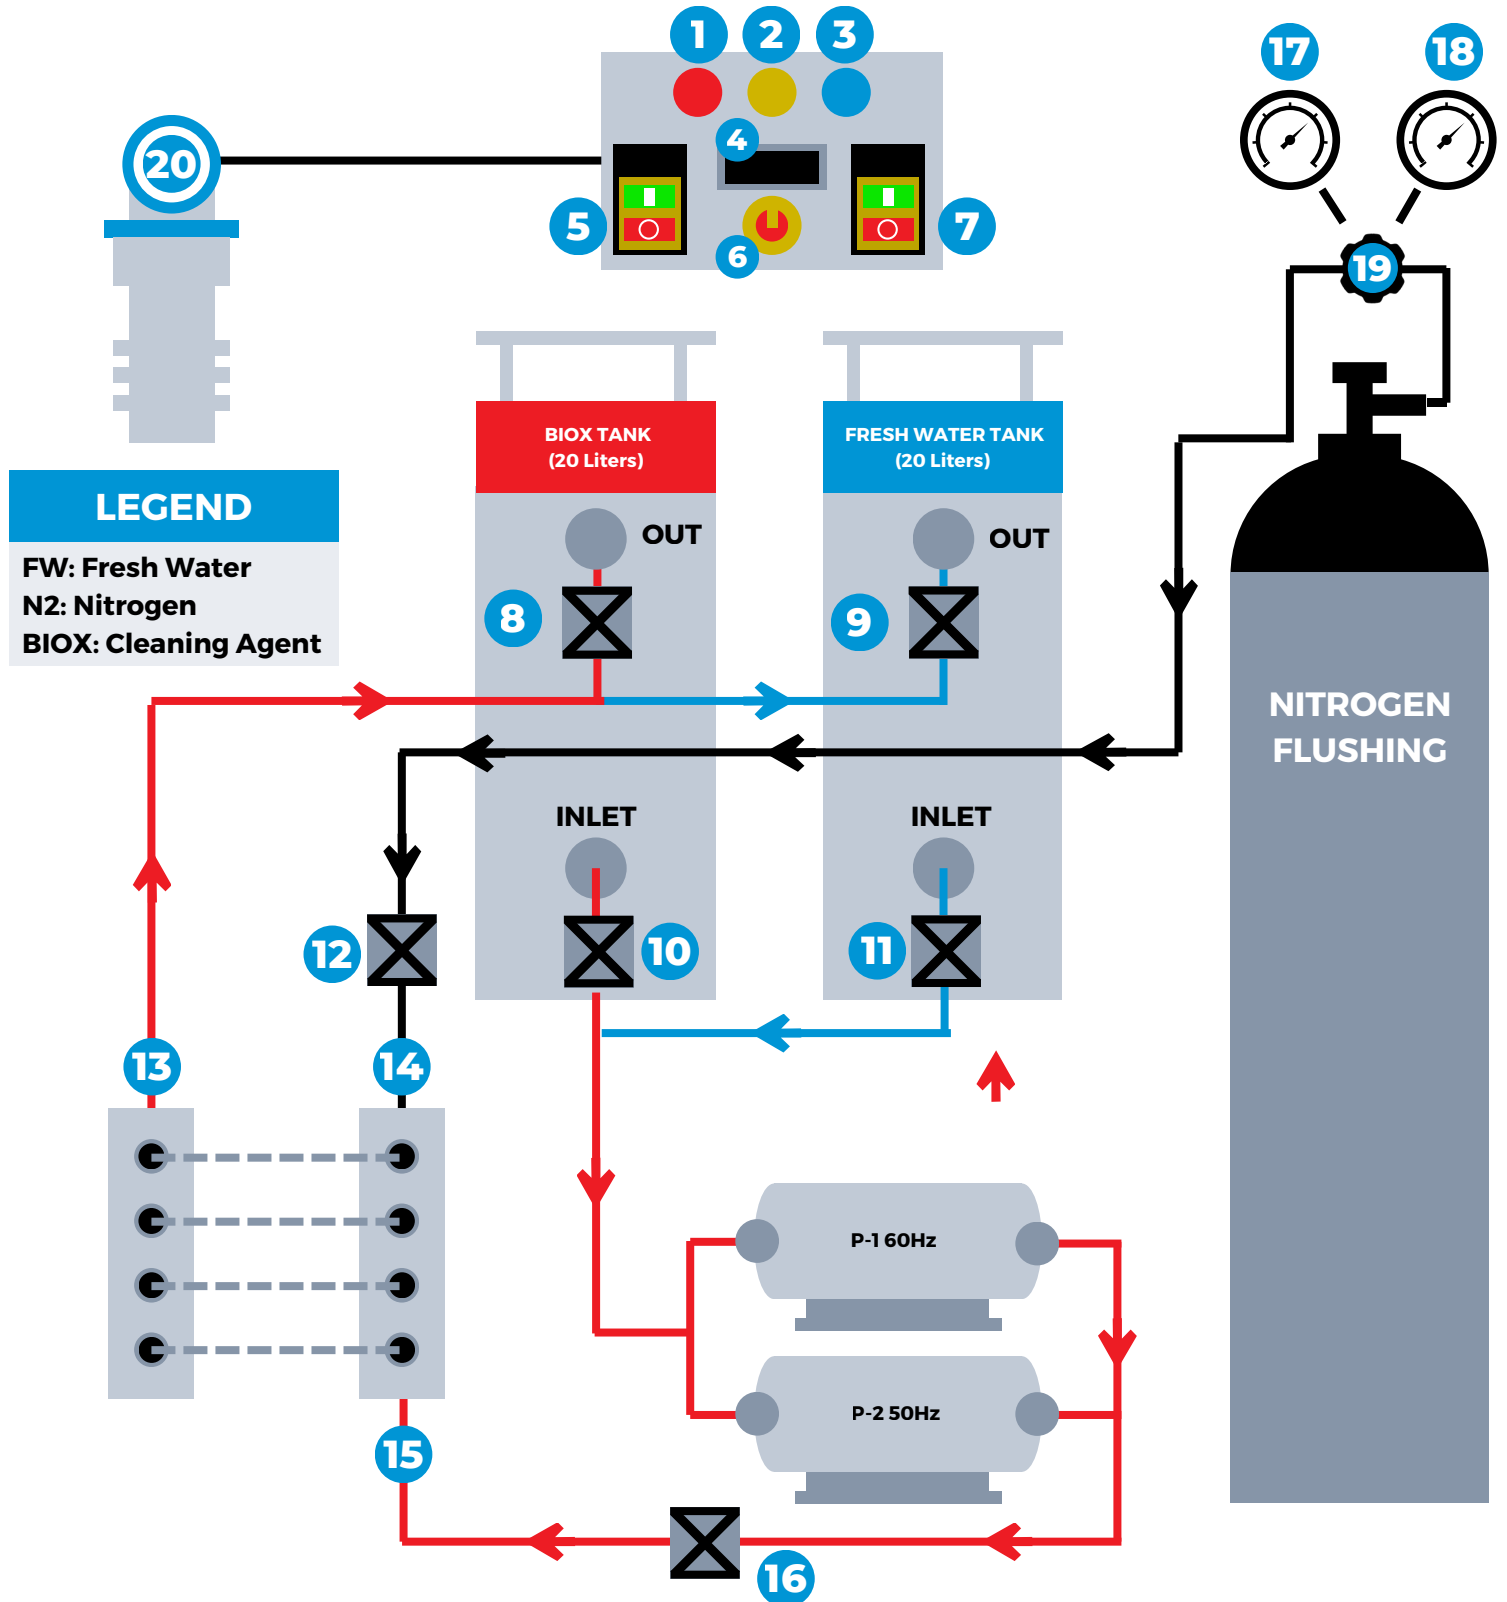 1
2
3
17
18
4
20
5
6
7
19
BIOX TANK
(20 Liters)
FRESH WATER TANK
(20 Liters)
LEGEND
FW: Fresh Water
N2: Nitrogen
BIOX: Cleaning Agent
OUT
OUT
8
9
NITROGEN
FLUSHING
INLET
INLET
12
10
11
13
14
P-1 60Hz
P-2 50Hz
15
16